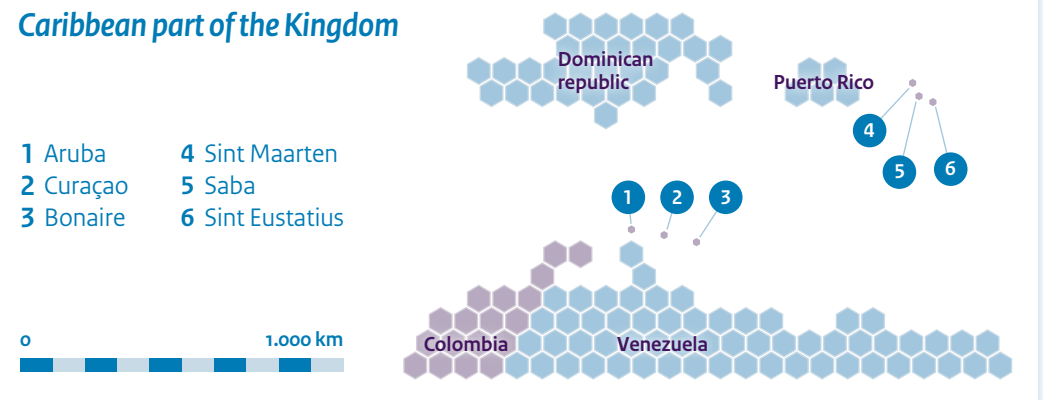 Caribbean part of the Kingdom
1 Aruba
2 Curaçao
3 Bonaire
4 Sint Maarten
5 Saba
6 Sint Eustatius
0 1.000 km
Dominican
republic
Puerto Rico
4
5
6
1 2 3
Colombia
Venezuela